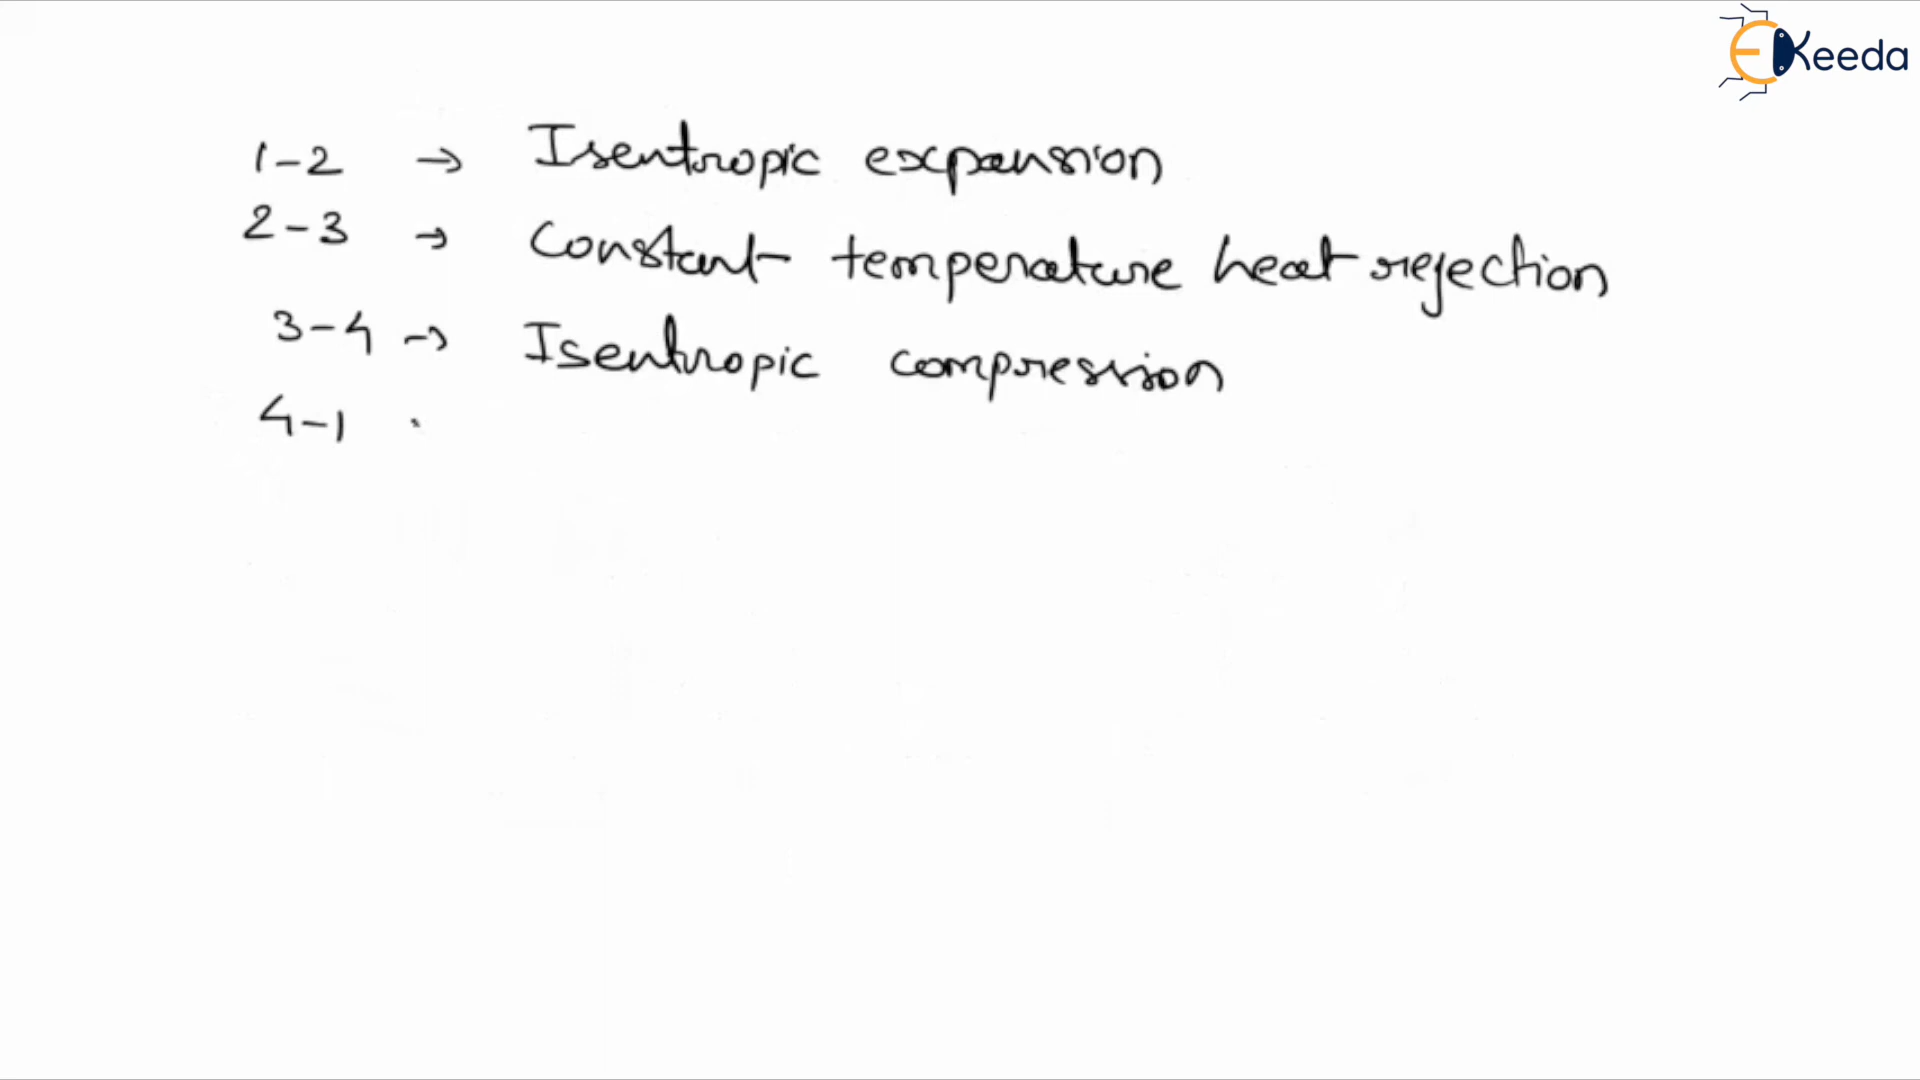 EKeeda
1-2 → Isentropic expansion
2-3 → Constant temperature heat rejection
3-4 → Isentropic compression
4-1